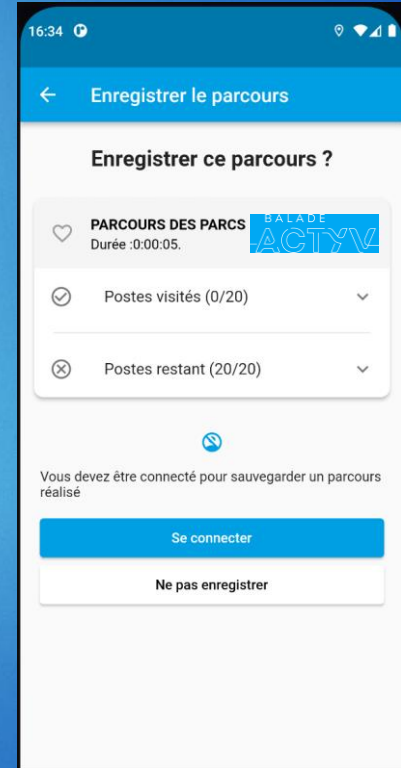 16:34
Enregistrer le parcours
Enregistrer ce parcours ?
PARCOURS DES PARCS
BALADE
ACTYV
Durée :0:00:05.
Postes visités (0/20)
Postes restant (20/20)
Vous devez être connecté pour sauvegarder un parcours
réalisé
Se connecter
Ne pas enregistrer